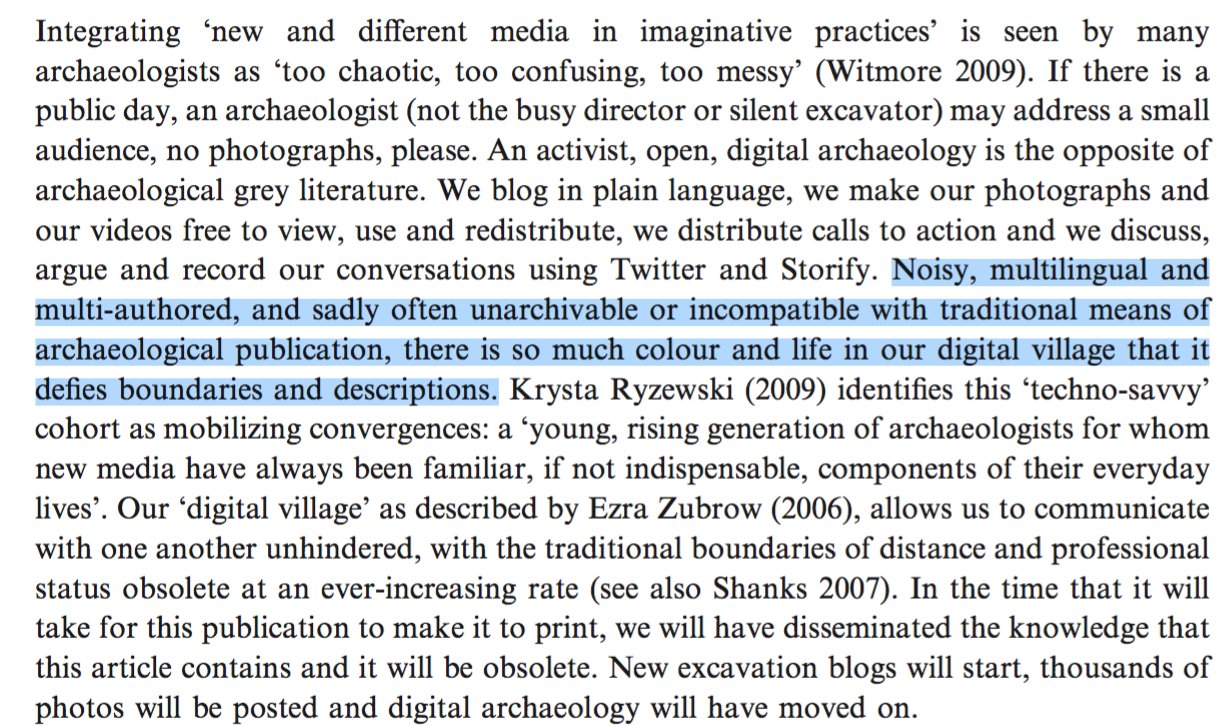 Integrating ‘new and different media in imaginative practices’ is seen by many
archaeologists as ‘too chaotic, too confusing, too messy’ (Witmore 2009). If there is a
public day, an archaeologist (not the busy director or silent excavator) may address a small
audience, no photographs, please. An activist, open, digital archaeology is the opposite of
archaeological grey literature. We blog in plain language, we make our photographs and
our videos free to view, use and redistribute, we distribute calls to action and we discuss,
argue and record our conversations using Twitter and Storify. Noisy, multilingual and
multi-authored, and sadly often unarchivable or incompatible with traditional means of
archaeological publication, there is so much colour and life in our digital village that it
defies boundaries and descriptions. Krysta Ryzewski (2009) identifies this ‘techno-savvy’
cohort as mobilizing convergences: a ‘young, rising generation of archaeologists for whom
new media have always been familiar, if not indispensable, components of their everyday
lives’. Our ‘digital village’ as described by Ezra Zubrow (2006), allows us to communicate
with one another unhindered, with the traditional boundaries of distance and professional
status obsolete at an ever-increasing rate (see also Shanks 2007). In the time that it will
take for this publication to make it to print, we will have disseminated the knowledge that
this article contains and it will be obsolete. New excavation blogs will start, thousands of
photos will be posted and digital archaeology will have moved on.